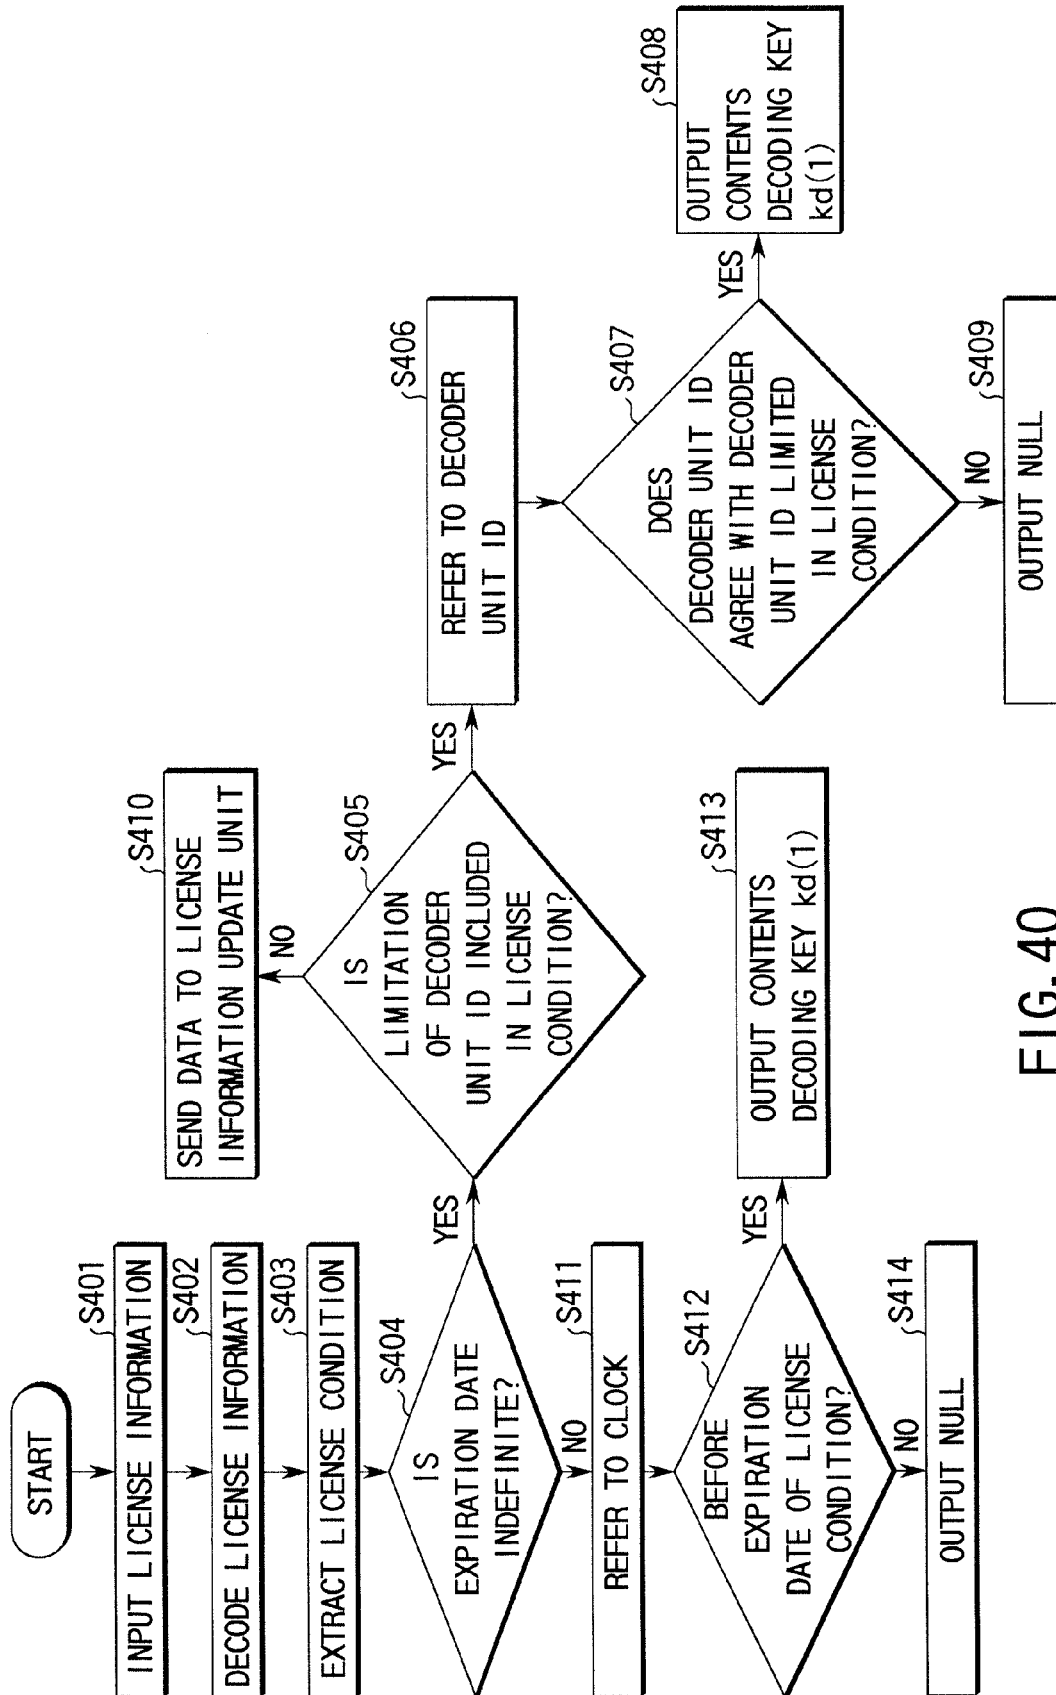 START
S401
INPUT LICENSE INFORMATION
S402
DECODE LICENSE INFORMATION
S403
EXTRACT LICENSE CONDITION
S404
IS
EXPIRATION DATE
INDEFINITE?
YES
NO
S405
IS
LIMITATION
OF DECODER
UNIT ID INCLUDED
IN LICENSE
CONDITION?
NO
YES
S410
SEND DATA TO LICENSE
INFORMATION UPDATE UNIT
S406
REFER TO DECODER
UNIT ID
S407
DOES
DECODER UNIT ID
AGREE WITH DECODER
UNIT ID LIMITED
IN LICENSE
CONDITION?
YES
NO
S408
OUTPUT
CONTENTS
DECODING KEY
kd(1)
S409
OUTPUT NULL
S411
REFER TO CLOCK
S412
BEFORE
EXPIRATION
DATE OF LICENSE
CONDITION?
YES
NO
S413
OUTPUT CONTENTS
DECODING KEY kd(1)
S414
OUTPUT NULL
FIG. 40